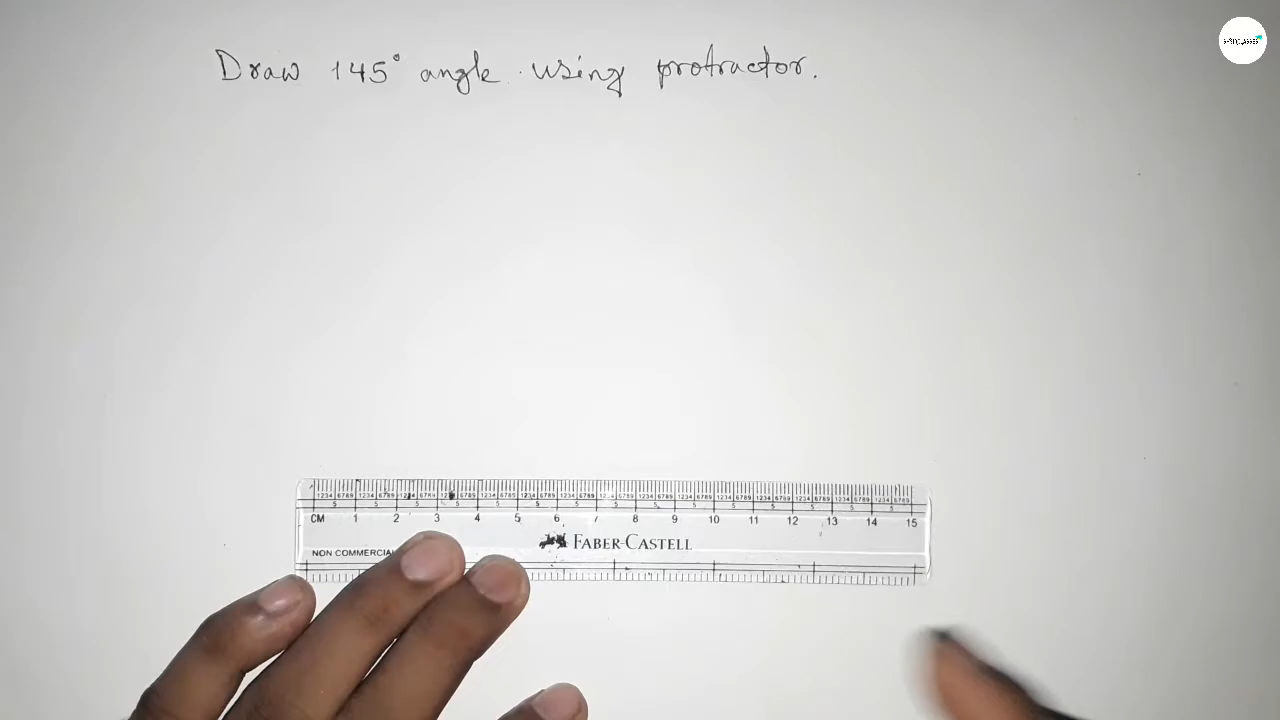 Draw 145° angle using protractor.
CM 1 2 3 4 5 6 7 8 9 10 11 12 13 14 15
FABER-CASTELL
NON COMMERCIAL